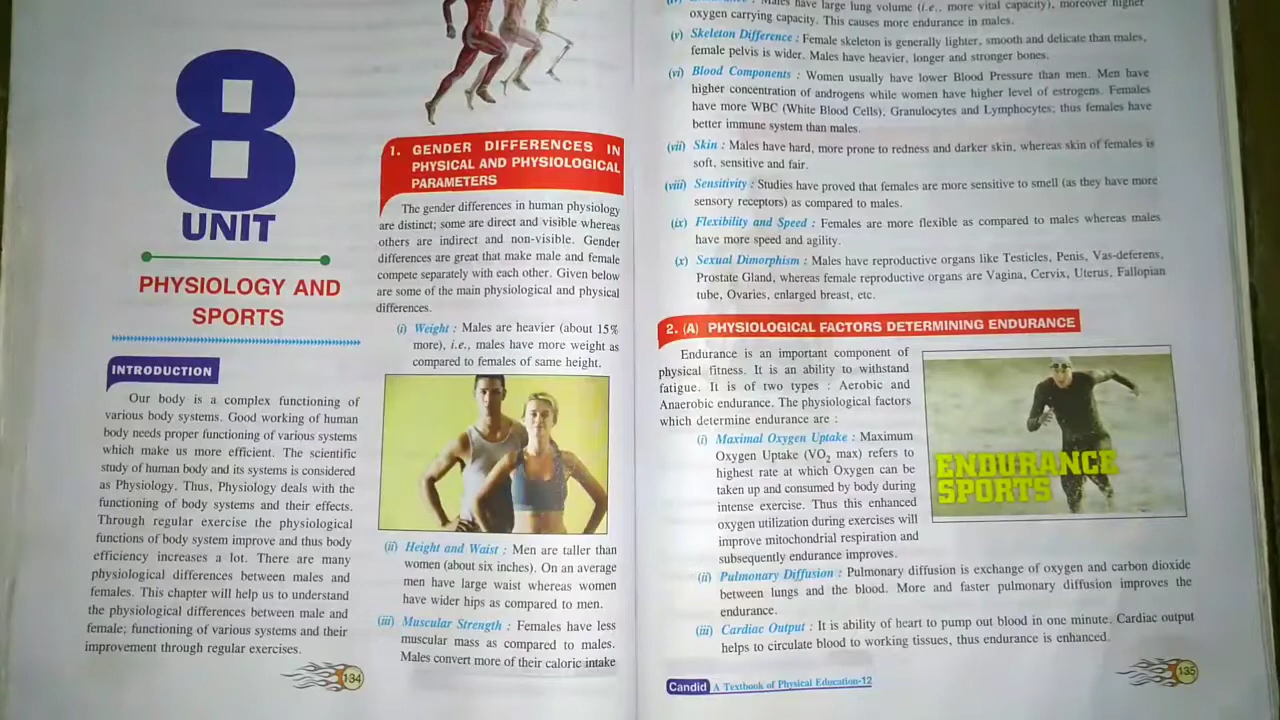 8
UNIT
PHYSIOLOGY AND
SPORTS
INTRODUCTION
Our body is a complex functioning of
various body systems. Good working of human
body needs proper functioning of various systems
which make us more efficient. The scientific
study of human body and its systems is considered
as Physiology. Thus, Physiology deals with the
functioning of body systems and their effects.
Through regular exercise the physiological
functions of body system improve and thus body
efficiency increases a lot. There are many
physiological differences between males and
females. This chapter will help us to understand
the physiological differences between male and
female; functioning of various systems and their
improvement through regular exercises.
134
1. GENDER DIFFERENCES IN
PHYSICAL AND PHYSIOLOGICAL
PARAMETERS
The gender differences in human physiology
are distinct; some are direct and visible whereas
others are indirect and non-visible. Gender
differences are great that make male and female
compete separately with each other. Given below
are some of the main physiological and physical
differences.
(i) Weight : Males are heavier (about 15%
more), i.e., males have more weight as
compared to females of same height.
(ii) Height and Waist : Men are taller than
women (about six inches). On an average
men have large waist whereas women
have wider hips as compared to men.
(iii) Muscular Strength : Females have less
muscular mass as compared to males.
Males convert more of their caloric intake
Males have large lung volume (i.e., more vital capacity), moreover higher
oxygen carrying capacity. This causes more endurance in males.
(v) Skeleton Difference : Female skeleton is generally lighter, smooth and delicate than males,
female pelvis is wider. Males have heavier, longer and stronger bones.
(vi) Blood Components : Women usually have lower Blood Pressure than men. Men have
higher concentration of androgens while women have higher level of estrogens. Females
have more WBC (White Blood Cells), Granulocytes and Lymphocytes; thus females have
better immune system than males.
(vii) Skin : Males have hard, more prone to redness and darker skin, whereas skin of females is
soft, sensitive and fair.
(viii) Sensitivity : Studies have proved that females are more sensitive to smell (as they have more
sensory receptors) as compared to males.
(ix) Flexibility and Speed : Females are more flexible as compared to males whereas males
have more speed and agility.
(x) Sexual Dimorphism : Males have reproductive organs like Testicles, Penis, Vas-deferens,
Prostate Gland, whereas female reproductive organs are Vagina, Cervix, Uterus, Fallopian
tube, Ovaries, enlarged breast, etc.
2. (A) PHYSIOLOGICAL FACTORS DETERMINING ENDURANCE
Endurance is an important component of
physical fitness. It is an ability to withstand
fatigue. It is of two types : Aerobic and
Anaerobic endurance. The physiological factors
which determine endurance are :
(i) Maximal Oxygen Uptake : Maximum
Oxygen Uptake (VO2 max) refers to
highest rate at which Oxygen can be
taken up and consumed by body during
intense exercise. Thus this enhanced
oxygen utilization during exercises will
improve mitochondrial respiration and
subsequently endurance improves.
ENDURANCE
SPORTS
(ii) Pulmonary Diffusion : Pulmonary diffusion is exchange of oxygen and carbon dioxide
between lungs and the blood. More and faster pulmonary diffusion improves the
endurance.
(iii) Cardiac Output : It is ability of heart to pump out blood in one minute. Cardiac output
helps to circulate blood to working tissues, thus endurance is enhanced.
Candid A Textbook of Physical Education-12
135